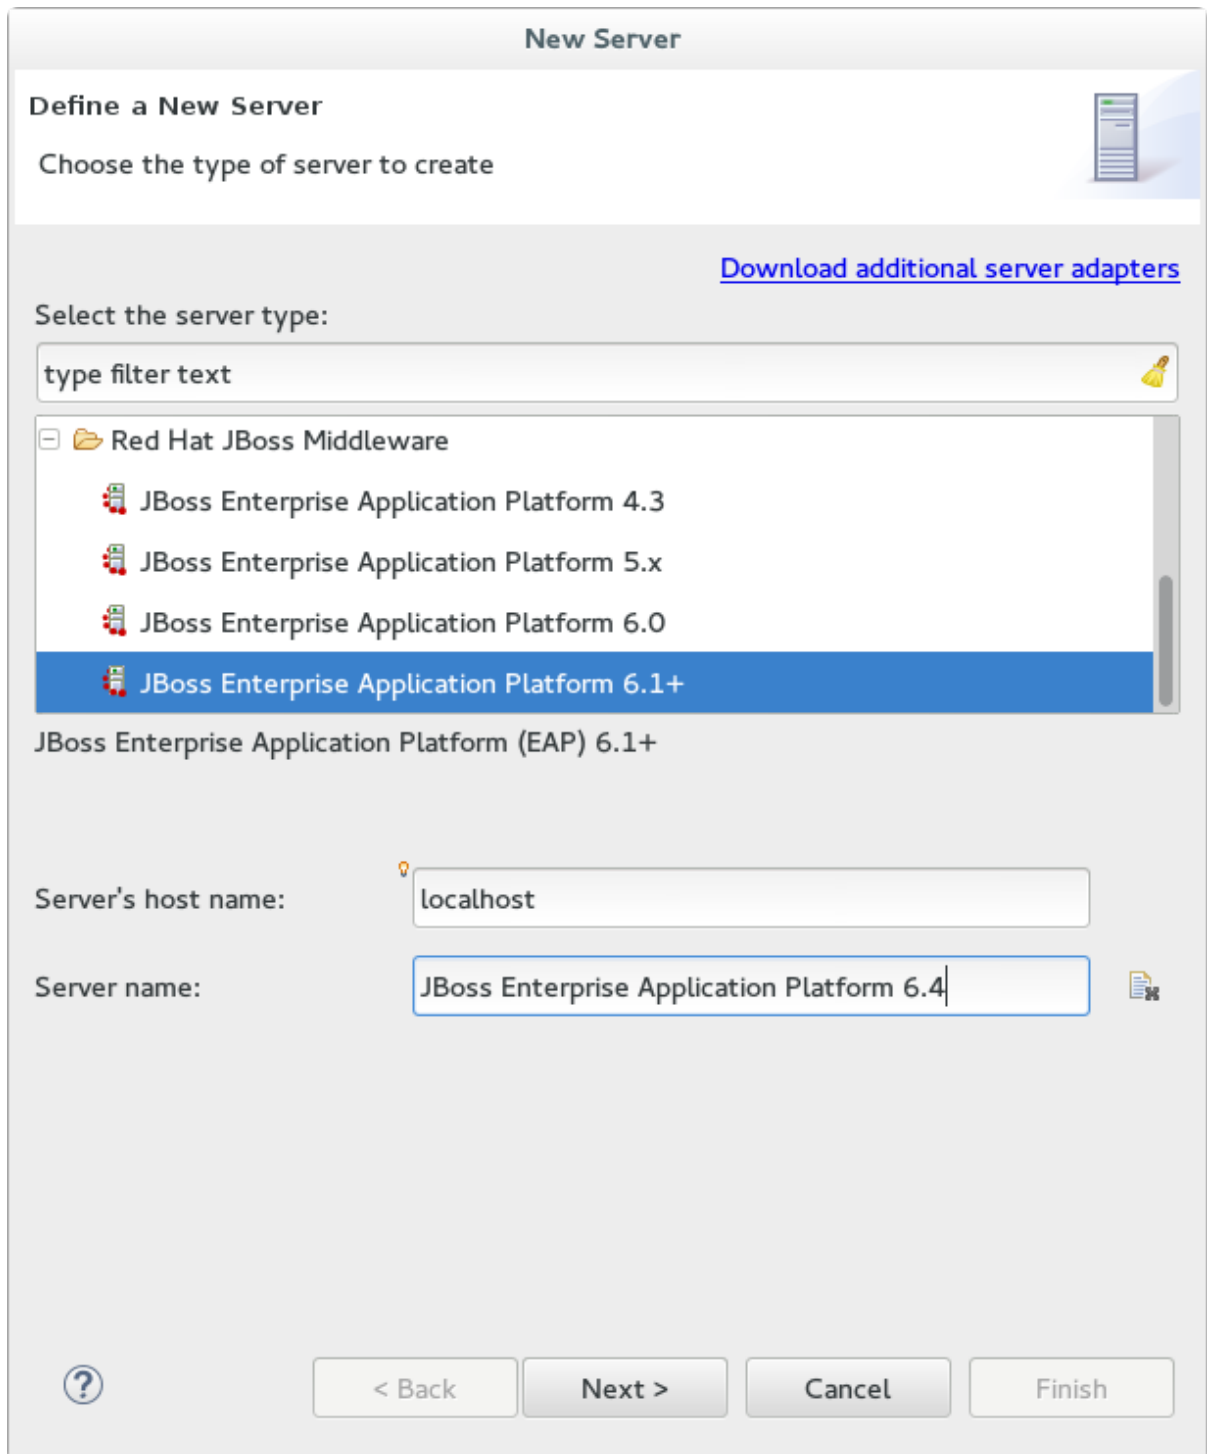 New Server
Define a New Server
Choose the type of server to create
Download additional server adapters
Select the server type:
type filter text
Red Hat JBoss Middleware
JBoss Enterprise Application Platform 4.3
JBoss Enterprise Application Platform 5.x
JBoss Enterprise Application Platform 6.0
JBoss Enterprise Application Platform 6.1+
JBoss Enterprise Application Platform (EAP) 6.1+
Server's host name: localhost
Server name: JBoss Enterprise Application Platform 6.4
? < Back Next > Cancel Finish